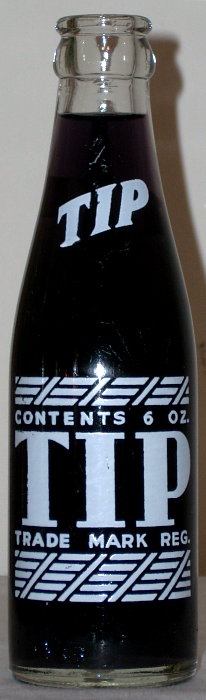 TIP
CONTENTS 6 OZ.
TIP
TRADE MARK REG.